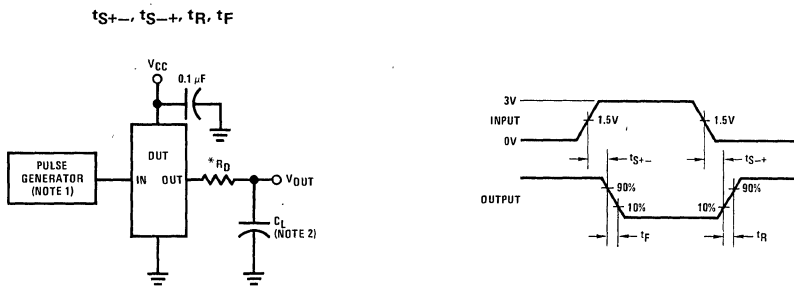 tS+−, tS−+, tR, tF
VCC
0.1 μF
PULSE
GENERATOR
(NOTE 1)
DUT
IN OUT
*RD
VOUT
CL
(NOTE 2)
3V
INPUT
0V
1.5V
1.5V
tS+−
tS−+
OUTPUT
90%
10%
10%
90%
tF
tR